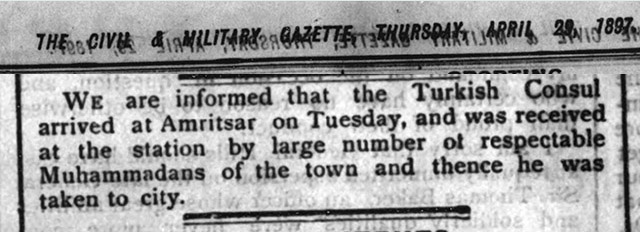 THE CIVIL & MILITARY GAZETTE, THURSDAY, APRIL 29, 1897.
SPORTING
WE are informed that the Turkish Consul
arrived at Amritsar on Tuesday, and was received
at the station by large number of respectable
Muhammadans of the town and thence he was
taken to city.